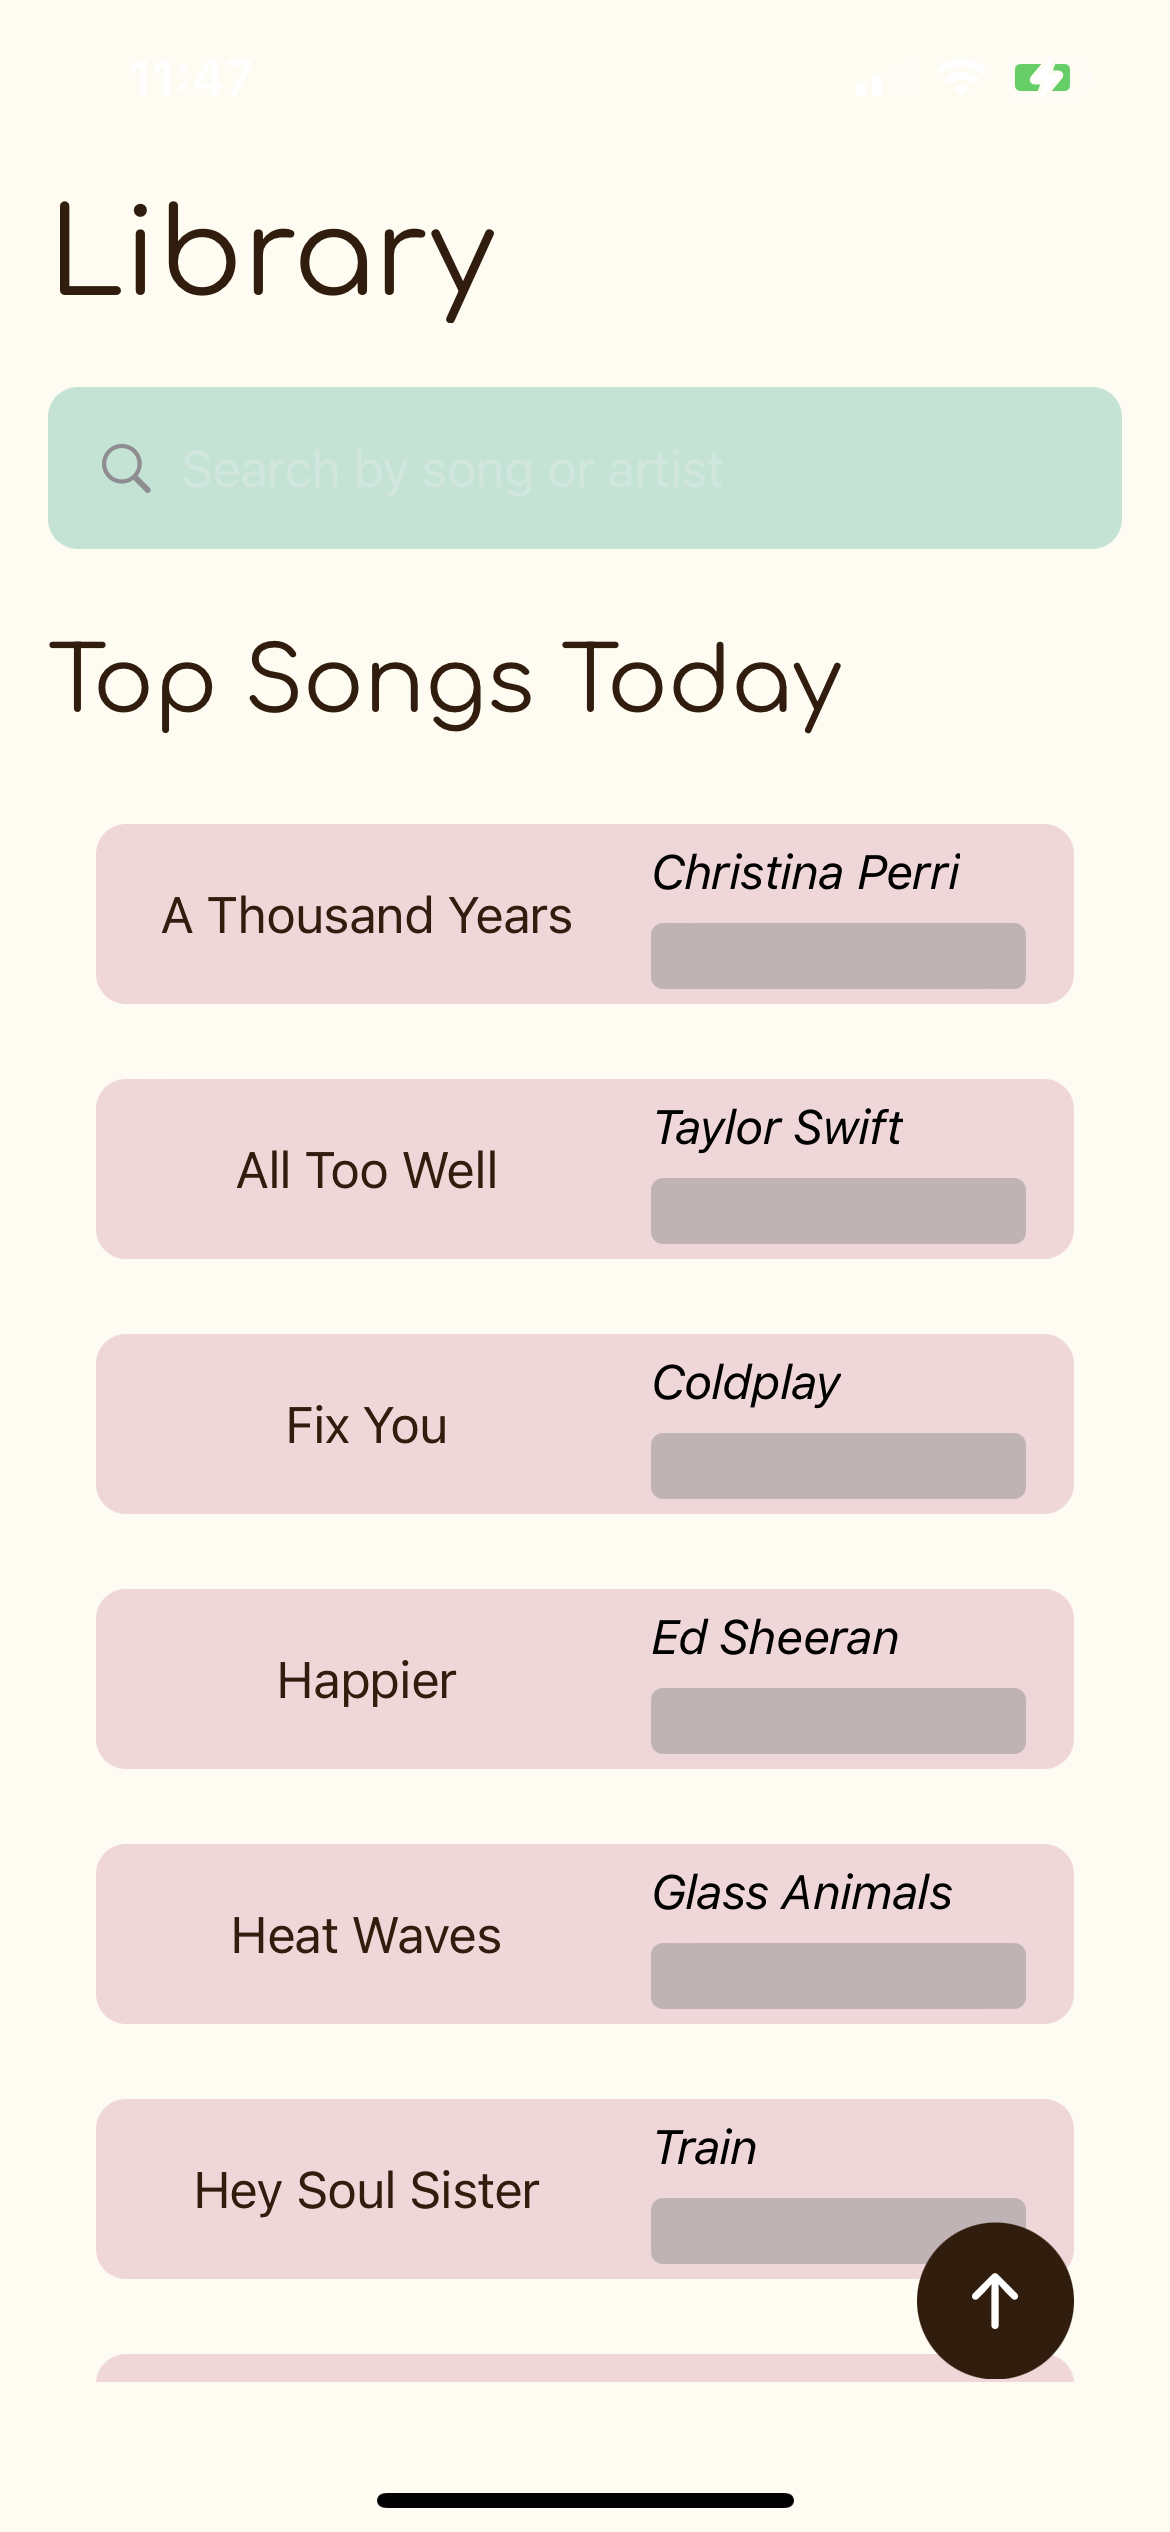 11:47
Library
Search by song or artist
Top Songs Today
A Thousand Years
Christina Perri
All Too Well
Taylor Swift
Fix You
Coldplay
Happier
Ed Sheeran
Heat Waves
Glass Animals
Hey Soul Sister
Train